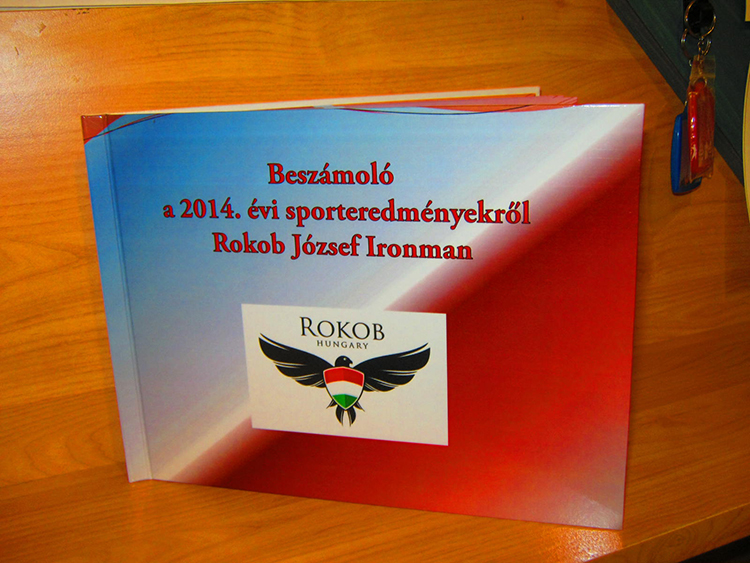 Beszámoló
a 2014. évi sporteredményekről
Rokob József Ironman
ROKOB
HUNGARY